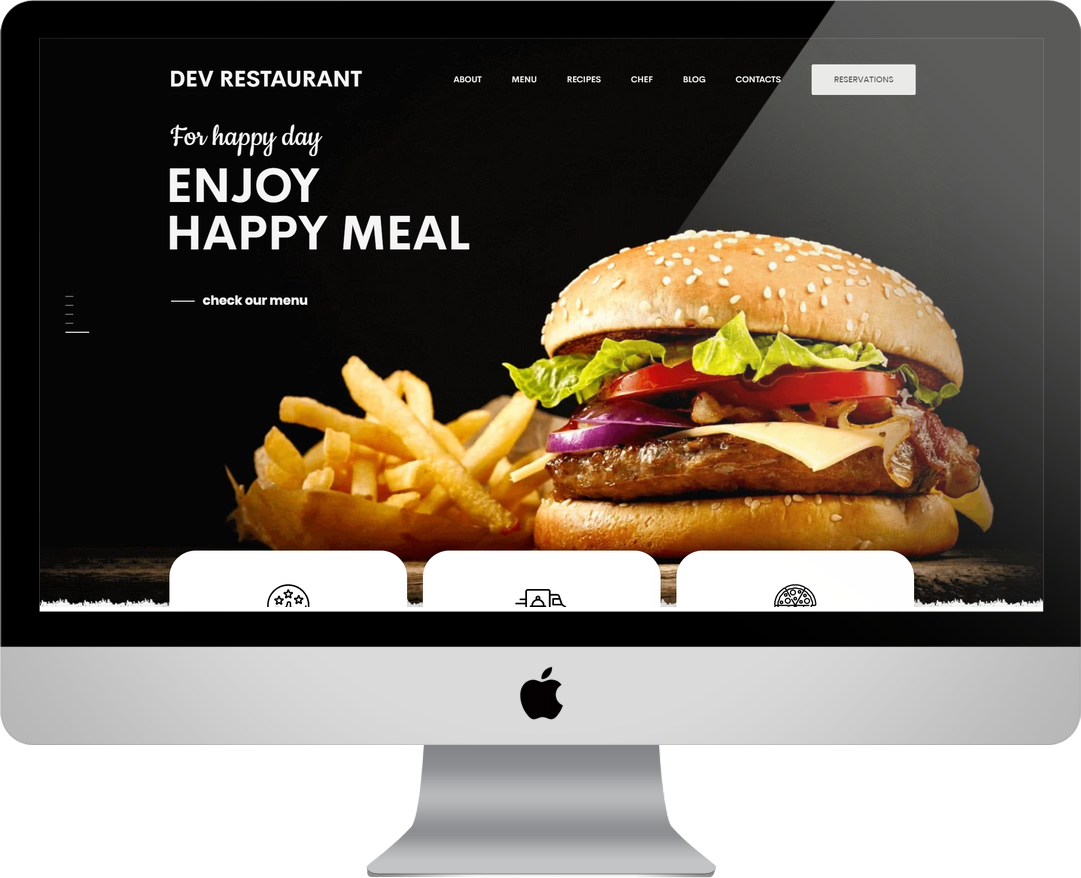 DEV RESTAURANT
ABOUT MENU RECIPES CHEF BLOG CONTACTS RESERVATIONS
For happy day
ENJOY
HAPPY MEAL
check our menu